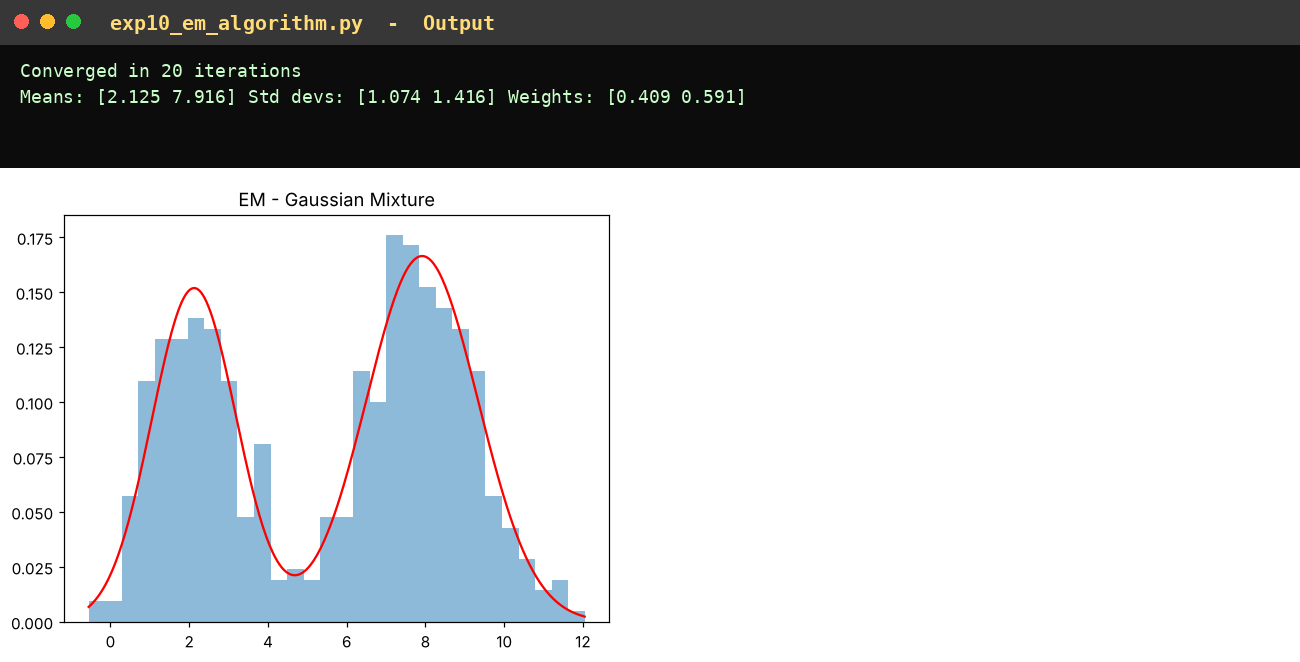 exp10_em_algorithm.py - Output
Converged in 20 iterations
Means: [2.125 7.916] Std devs: [1.074 1.416] Weights: [0.409 0.591]
EM - Gaussian Mixture
0.175
0.150
0.125
0.100
0.075
0.050
0.025
0.000
0 2 4 6 8 10 12